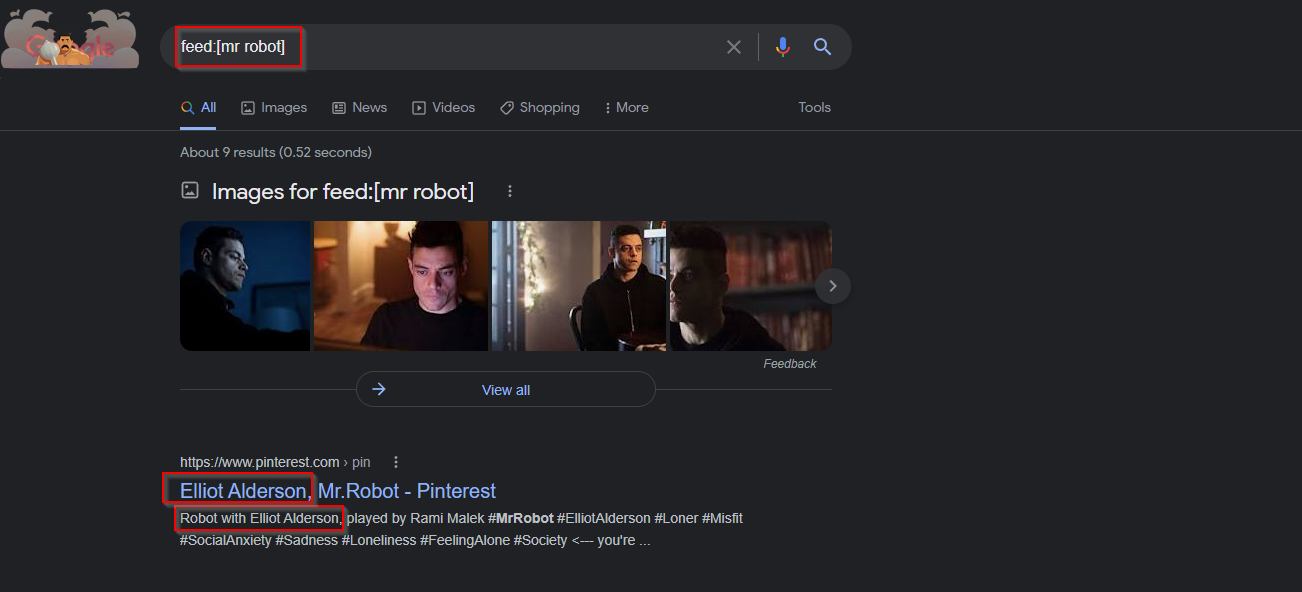 Google
feed:[mr robot]
All Images News Videos Shopping More Tools
About 9 results (0.52 seconds)
Images for feed:[mr robot]
Feedback
View all
https://www.pinterest.com › pin
Elliot Alderson, Mr.Robot - Pinterest
Robot with Elliot Alderson, played by Rami Malek #MrRobot #ElliotAlderson #Loner #Misfit
#SocialAnxiety #Sadness #Loneliness #FeelingAlone #Society <--- you're ...